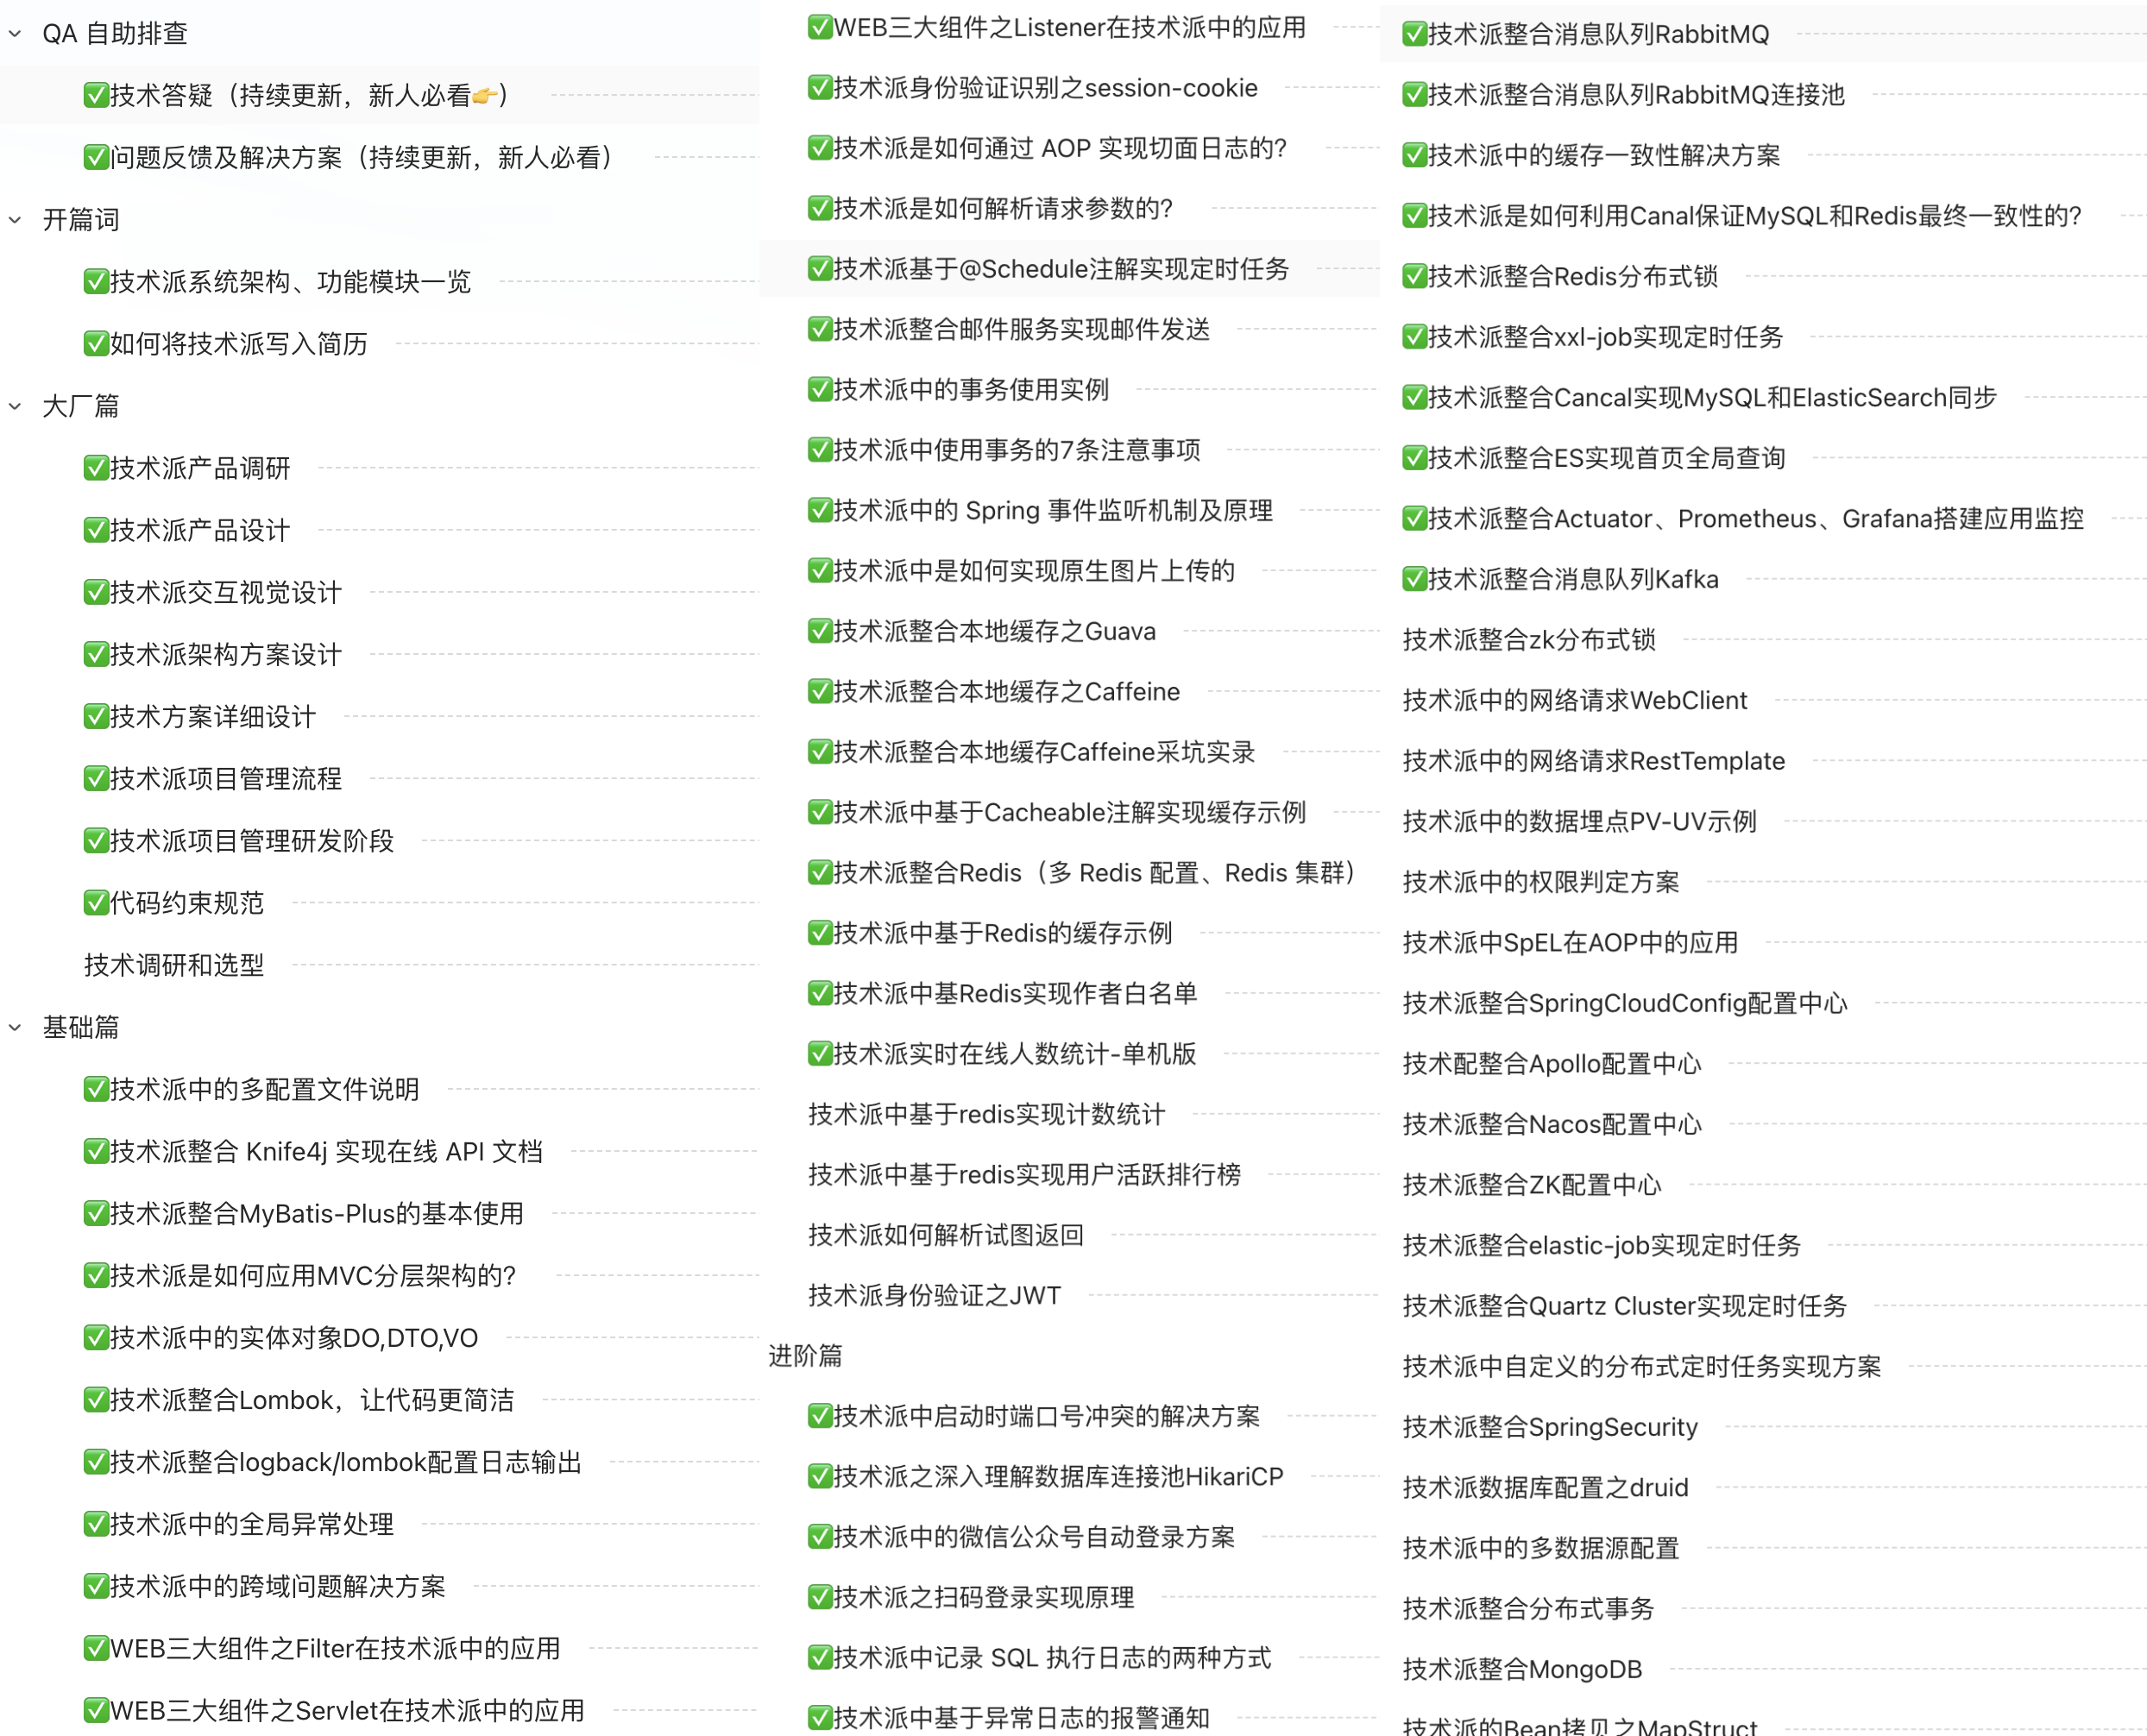 QA 自助排查
✅技术答疑（持续更新，新人必看👉）
✅问题反馈及解决方案（持续更新，新人必看）
开篇词
✅技术派系统架构、功能模块一览
✅如何将技术派写入简历
大厂篇
✅技术派产品调研
✅技术派产品设计
✅技术派交互视觉设计
✅技术派架构方案设计
✅技术方案详细设计
✅技术派项目管理流程
✅技术派项目管理研发阶段
✅代码约束规范
技术调研和选型
基础篇
✅技术派中的多配置文件说明
✅技术派整合 Knife4j 实现在线 API 文档
✅技术派整合MyBatis-Plus的基本使用
✅技术派是如何应用MVC分层架构的?
✅技术派中的实体对象DO,DTO,VO
✅技术派整合Lombok，让代码更简洁
✅技术派整合logback/lombok配置日志输出
✅技术派中的全局异常处理
✅技术派中的跨域问题解决方案
✅WEB三大组件之Filter在技术派中的应用
✅WEB三大组件之Servlet在技术派中的应用
✅WEB三大组件之Listener在技术派中的应用
✅技术派身份验证识别之session-cookie
✅技术派是如何通过 AOP 实现切面日志的?
✅技术派是如何解析请求参数的?
✅技术派基于@Schedule注解实现定时任务
✅技术派整合邮件服务实现邮件发送
✅技术派中的事务使用实例
✅技术派中使用事务的7条注意事项
✅技术派中的 Spring 事件监听机制及原理
✅技术派中是如何实现原生图片上传的
✅技术派整合本地缓存之Guava
✅技术派整合本地缓存之Caffeine
✅技术派整合本地缓存Caffeine采坑实录
✅技术派中基于Cacheable注解实现缓存示例
✅技术派整合Redis（多 Redis 配置、Redis 集群）
✅技术派中基于Redis的缓存示例
✅技术派中基Redis实现作者白名单
✅技术派实时在线人数统计-单机版
技术派中基于redis实现计数统计
技术派中基于redis实现用户活跃排行榜
技术派如何解析试图返回
技术派身份验证之JWT
进阶篇
✅技术派中启动时端口号冲突的解决方案
✅技术派之深入理解数据库连接池HikariCP
✅技术派中的微信公众号自动登录方案
✅技术派之扫码登录实现原理
✅技术派中记录 SQL 执行日志的两种方式
✅技术派中基于异常日志的报警通知
✅技术派整合消息队列RabbitMQ
✅技术派整合消息队列RabbitMQ连接池
✅技术派中的缓存一致性解决方案
✅技术派是如何利用Canal保证MySQL和Redis最终一致性的?
✅技术派整合Redis分布式锁
✅技术派整合xxl-job实现定时任务
✅技术派整合Cancal实现MySQL和ElasticSearch同步
✅技术派整合ES实现首页全局查询
✅技术派整合Actuator、Prometheus、Grafana搭建应用监控
✅技术派整合消息队列Kafka
技术派整合zk分布式锁
技术派中的网络请求WebClient
技术派中的网络请求RestTemplate
技术派中的数据埋点PV-UV示例
技术派中的权限判定方案
技术派中SpEL在AOP中的应用
技术派整合SpringCloudConfig配置中心
技术配整合Apollo配置中心
技术派整合Nacos配置中心
技术派整合ZK配置中心
技术派整合elastic-job实现定时任务
技术派整合Quartz Cluster实现定时任务
技术派中自定义的分布式定时任务实现方案
技术派整合SpringSecurity
技术派数据库配置之druid
技术派中的多数据源配置
技术派整合分布式事务
技术派整合MongoDB
技术派的Bean拷贝之MapStruct